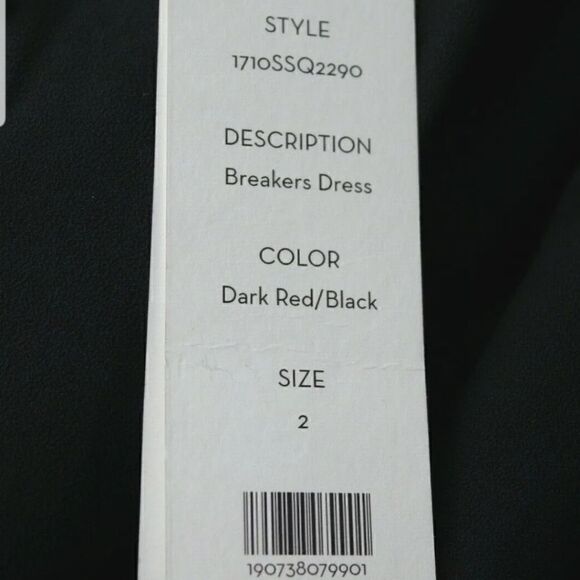 STYLE
1710SSQ2290
DESCRIPTION
Breakers Dress
COLOR
Dark Red/Black
SIZE
2
190738079901